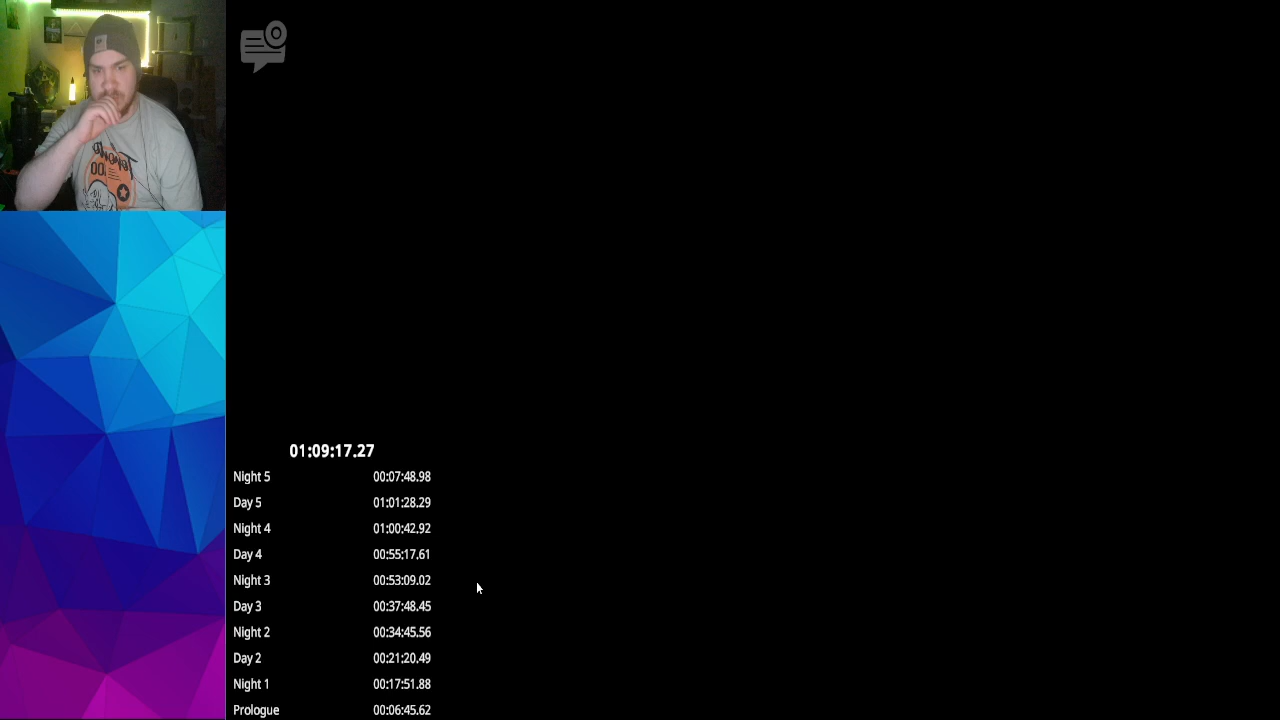 01:09:17.27
Night 5 00:07:48.98
Day 5 01:01:28.29
Night 4 01:00:42.92
Day 4 00:55:17.61
Night 3 00:53:09.02
Day 3 00:37:48.45
Night 2 00:34:45.56
Day 2 00:21:20.49
Night 1 00:17:51.88
Prologue 00:06:45.62